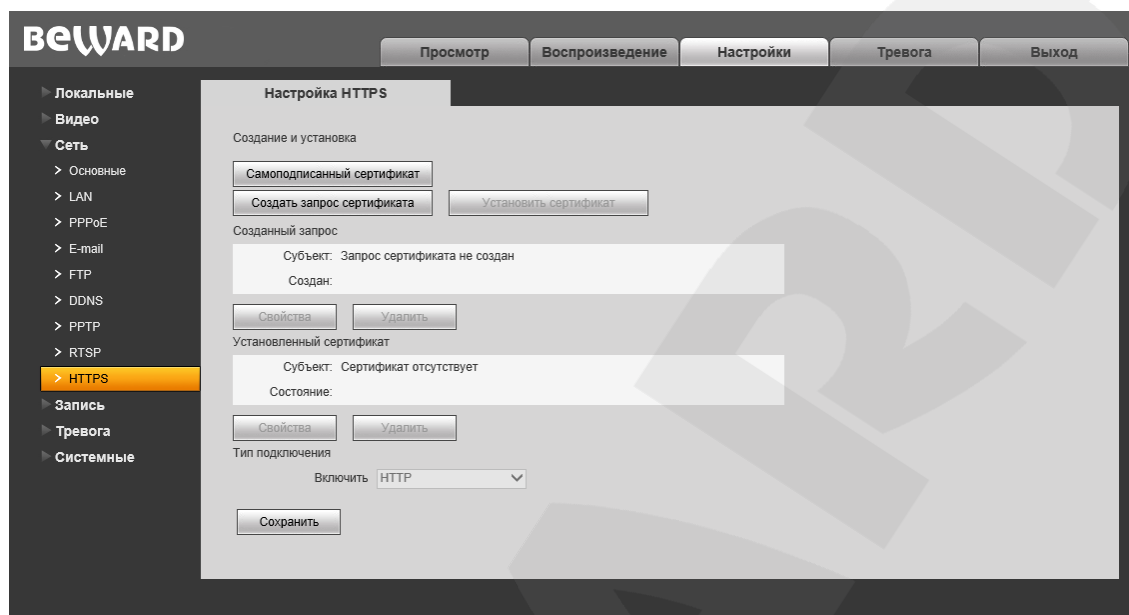 BEWARD
Просмотр Воспроизведение Настройки Тревога Выход
Локальные
Видео
Сеть
> Основные
> LAN
> PPPoE
> E-mail
> FTP
> DDNS
> PPTP
> RTSP
> HTTPS
Запись
Тревога
Системные
Настройка HTTPS
Создание и установка
Самоподписанный сертификат
Создать запрос сертификата Установить сертификат
Созданный запрос
Субъект: Запрос сертификата не создан
Создан:
Свойства Удалить
Установленный сертификат
Субъект: Сертификат отсутствует
Состояние:
Свойства Удалить
Тип подключения
Включить HTTP
Сохранить